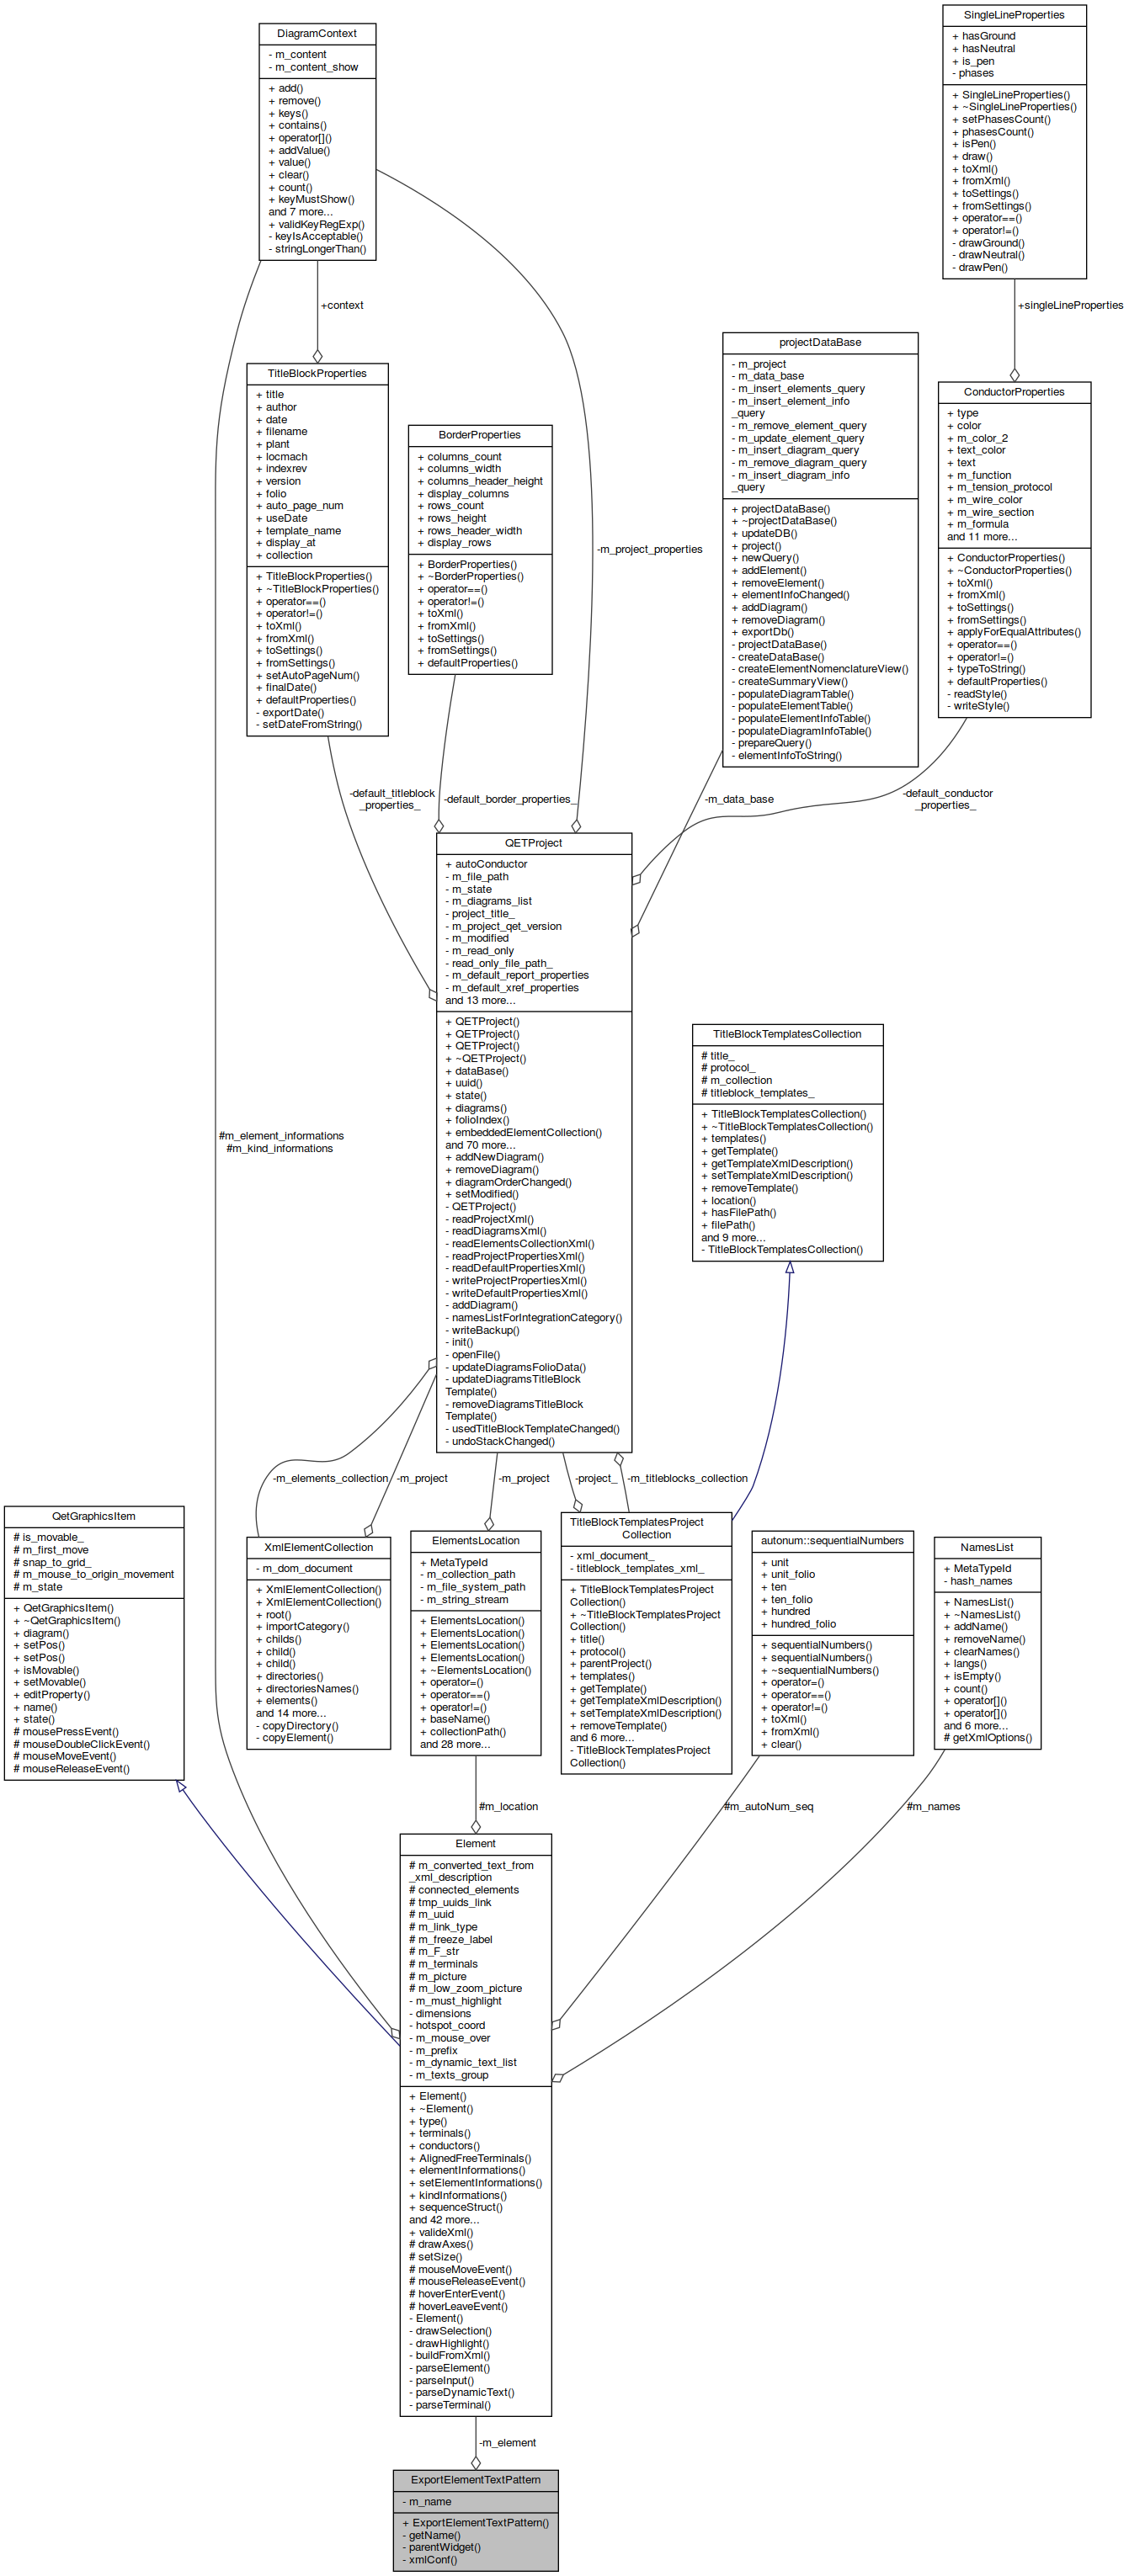 DiagramContext
- m_content
- m_content_show
+ add()
+ remove()
+ keys()
+ contains()
+ operator[]()
+ addValue()
+ value()
+ clear()
+ count()
+ keyMustShow()
and 7 more...
+ validKeyRegExp()
- keyIsAcceptable()
- stringLongerThan()
SingleLineProperties
+ hasGround
+ hasNeutral
+ is_pen
- phases
+ SingleLineProperties()
+ ~SingleLineProperties()
+ setPhasesCount()
+ phasesCount()
+ isPen()
+ draw()
+ toXml()
+ fromXml()
+ toSettings()
+ fromSettings()
+ operator==()
+ operator!=()
- drawGround()
- drawNeutral()
- drawPen()
+context
+singleLineProperties
TitleBlockProperties
+ title
+ author
+ date
+ filename
+ plant
+ locmach
+ indexrev
+ version
+ folio
+ auto_page_num
+ useDate
+ template_name
+ display_at
+ collection
+ TitleBlockProperties()
+ ~TitleBlockProperties()
+ operator==()
+ operator!=()
+ toXml()
+ fromXml()
+ toSettings()
+ fromSettings()
+ setAutoPageNum()
+ finalDate()
+ defaultProperties()
- exportDate()
- setDateFromString()
BorderProperties
+ columns_count
+ columns_width
+ columns_header_height
+ display_columns
+ rows_count
+ rows_height
+ rows_header_width
+ display_rows
+ BorderProperties()
+ ~BorderProperties()
+ operator==()
+ operator!=()
+ toXml()
+ fromXml()
+ toSettings()
+ fromSettings()
+ defaultProperties()
-m_project_properties
projectDataBase
- m_project
- m_data_base
- m_insert_elements_query
- m_insert_element_info
_query
- m_remove_element_query
- m_update_element_query
- m_insert_diagram_query
- m_remove_diagram_query
- m_insert_diagram_info
_query
+ projectDataBase()
+ ~projectDataBase()
+ updateDB()
+ project()
+ newQuery()
+ addElement()
+ removeElement()
+ elementInfoChanged()
+ addDiagram()
+ removeDiagram()
+ exportDb()
- projectDataBase()
- createDataBase()
- createElementNomenclatureView()
- createSummaryView()
- populateDiagramTable()
- populateElementTable()
- populateElementInfoTable()
- populateDiagramInfoTable()
- prepareQuery()
- elementInfoToString()
ConductorProperties
+ type
+ color
+ m_color_2
+ text_color
+ text
+ m_function
+ m_tension_protocol
+ m_wire_color
+ m_wire_section
+ m_formula
and 11 more...
+ ConductorProperties()
+ ~ConductorProperties()
+ toXml()
+ fromXml()
+ toSettings()
+ fromSettings()
+ applyForEqualAttributes()
+ operator==()
+ operator!=()
+ typeToString()
+ defaultProperties()
- readStyle()
- writeStyle()
-default_titleblock
_properties_
-default_border_properties_
-m_data_base
-default_conductor
_properties_
QETProject
+ autoConductor
- m_file_path
- m_state
- m_diagrams_list
- project_title_
- m_project_qet_version
- m_modified
- m_read_only
- read_only_file_path_
- m_default_report_properties
- m_default_xref_properties
and 13 more...
+ QETProject()
+ QETProject()
+ QETProject()
+ ~QETProject()
+ dataBase()
+ uuid()
+ state()
+ diagrams()
+ folioIndex()
+ embeddedElementCollection()
and 70 more...
+ addNewDiagram()
+ removeDiagram()
+ diagramOrderChanged()
+ setModified()
- QETProject()
- readProjectXml()
- readDiagramsXml()
- readElementsCollectionXml()
- readProjectPropertiesXml()
- readDefaultPropertiesXml()
- writeProjectPropertiesXml()
- writeDefaultPropertiesXml()
- addDiagram()
- namesListForIntegrationCategory()
- writeBackup()
- init()
- openFile()
- updateDiagramsFolioData()
- updateDiagramsTitleBlock
Template()
- removeDiagramsTitleBlock
Template()
- usedTitleBlockTemplateChanged()
- undoStackChanged()
TitleBlockTemplatesCollection
# title_
# protocol_
# m_collection
# titleblock_templates_
+ TitleBlockTemplatesCollection()
+ ~TitleBlockTemplatesCollection()
+ templates()
+ getTemplate()
+ getTemplateXmlDescription()
+ setTemplateXmlDescription()
+ removeTemplate()
+ location()
+ hasFilePath()
+ filePath()
and 9 more...
- TitleBlockTemplatesCollection()
#m_element_informations
#m_kind_informations
-m_elements_collection
-m_project
-m_project
-project_
-m_titleblocks_collection
QetGraphicsItem
# is_movable_
# m_first_move
# snap_to_grid_
# m_mouse_to_origin_movement
# m_state
+ QetGraphicsItem()
+ ~QetGraphicsItem()
+ diagram()
+ setPos()
+ setPos()
+ isMovable()
+ setMovable()
+ editProperty()
+ name()
+ state()
# mousePressEvent()
# mouseDoubleClickEvent()
# mouseMoveEvent()
# mouseReleaseEvent()
XmlElementCollection
- m_dom_document
+ XmlElementCollection()
+ XmlElementCollection()
+ root()
+ importCategory()
+ childs()
+ child()
+ child()
+ directories()
+ directoriesNames()
+ elements()
and 14 more...
- copyDirectory()
- copyElement()
ElementsLocation
+ MetaTypeId
- m_collection_path
- m_file_system_path
- m_string_stream
+ ElementsLocation()
+ ElementsLocation()
+ ElementsLocation()
+ ElementsLocation()
+ ~ElementsLocation()
+ operator=()
+ operator==()
+ operator!=()
+ baseName()
+ collectionPath()
and 28 more...
TitleBlockTemplatesProject
Collection
- xml_document_
- titleblock_templates_xml_
+ TitleBlockTemplatesProject
Collection()
+ ~TitleBlockTemplatesProject
Collection()
+ title()
+ protocol()
+ parentProject()
+ templates()
+ getTemplate()
+ getTemplateXmlDescription()
+ setTemplateXmlDescription()
+ removeTemplate()
and 6 more...
- TitleBlockTemplatesProject
Collection()
autonum::sequentialNumbers
+ unit
+ unit_folio
+ ten
+ ten_folio
+ hundred
+ hundred_folio
+ sequentialNumbers()
+ sequentialNumbers()
+ ~sequentialNumbers()
+ operator=()
+ operator==()
+ operator!=()
+ toXml()
+ fromXml()
+ clear()
NamesList
+ MetaTypeId
- hash_names
+ NamesList()
+ ~NamesList()
+ addName()
+ removeName()
+ clearNames()
+ langs()
+ isEmpty()
+ count()
+ operator[]()
+ operator[]()
and 6 more...
# getXmlOptions()
#m_location
#m_autoNum_seq
#m_names
Element
# m_converted_text_from
_xml_description
# connected_elements
# tmp_uuids_link
# m_uuid
# m_link_type
# m_freeze_label
# m_F_str
# m_terminals
# m_picture
# m_low_zoom_picture
- m_must_highlight
- dimensions
- hotspot_coord
- m_mouse_over
- m_prefix
- m_dynamic_text_list
- m_texts_group
+ Element()
+ ~Element()
+ type()
+ terminals()
+ conductors()
+ AlignedFreeTerminals()
+ elementInformations()
+ setElementInformations()
+ kindInformations()
+ sequenceStruct()
and 42 more...
+ valideXml()
# drawAxes()
# setSize()
# mouseMoveEvent()
# mouseReleaseEvent()
# hoverEnterEvent()
# hoverLeaveEvent()
- Element()
- drawSelection()
- drawHighlight()
- buildFromXml()
- parseElement()
- parseInput()
- parseDynamicText()
- parseTerminal()
-m_element
ExportElementTextPattern
- m_name
+ ExportElementTextPattern()
- getName()
- parentWidget()
- xmlConf()